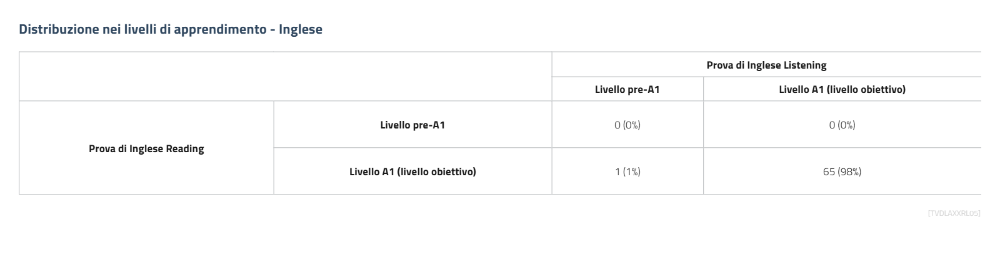 Distribuzione nei livelli di apprendimento - Inglese
Prova di Inglese Listening
Livello pre-A1
Livello A1 (livello obiettivo)
Prova di Inglese Reading
Livello pre-A1
0 (0%)
0 (0%)
Livello A1 (livello obiettivo)
1 (1%)
65 (98%)
[TVDLAXXRL05]